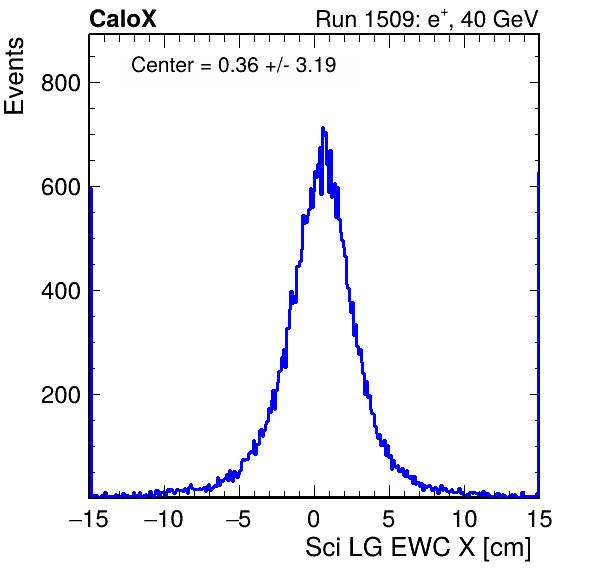 CaloX Run 1509: e⁺, 40 GeV
Center = 0.36 +/- 3.19
Events
800
600
400
200
−15 −10 −5 0 5 10 15
Sci LG EWC X [cm]